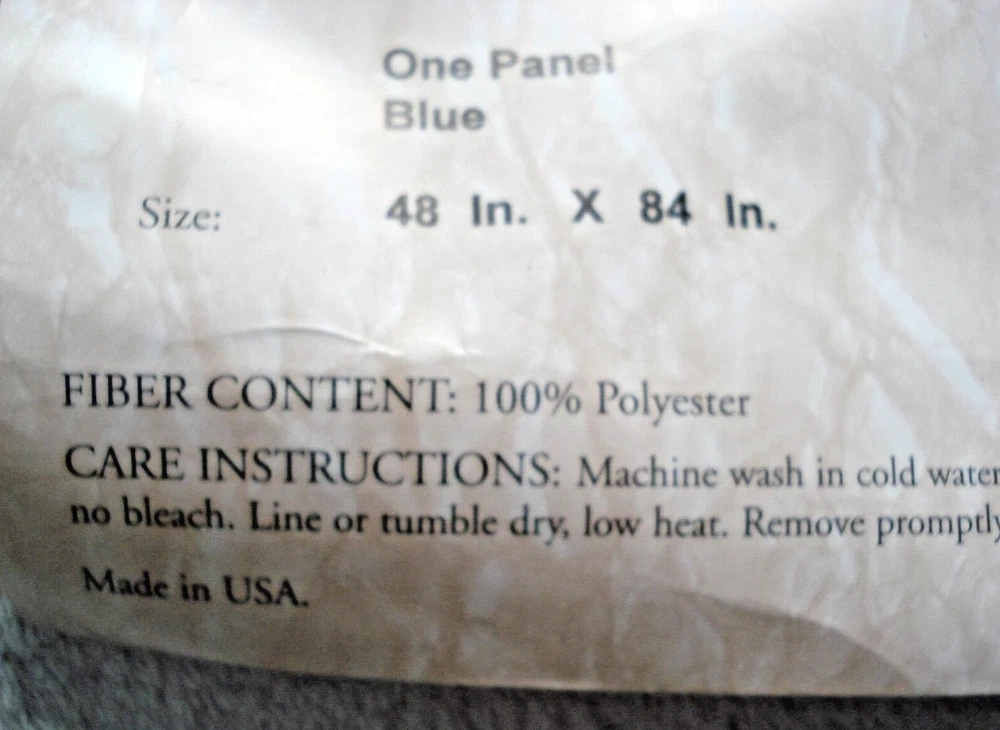 One Panel
Blue
Size: 48 In. X 84 In.
FIBER CONTENT: 100% Polyester
CARE INSTRUCTIONS: Machine wash in cold water
no bleach. Line or tumble dry, low heat. Remove promptly
Made in USA.